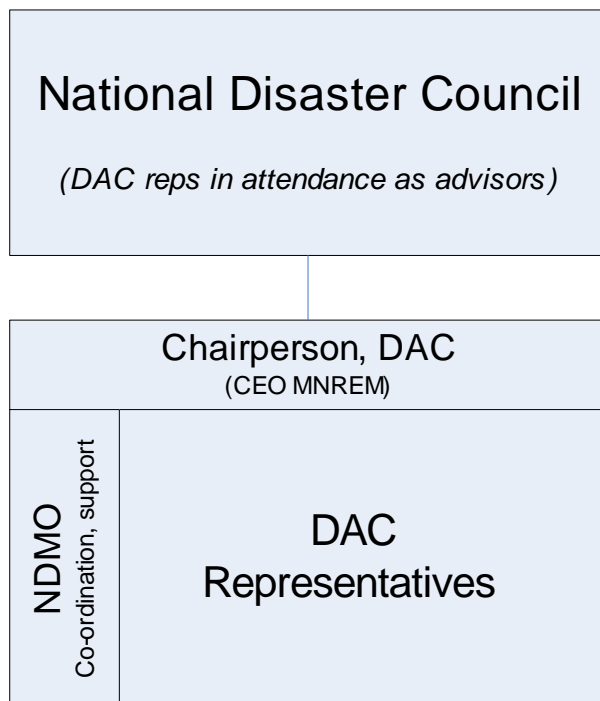 National Disaster Council
(DAC reps in attendance as advisors)
Chairperson, DAC
(CEO MNREM)
NDMO
Co-ordination, support
DAC
Representatives